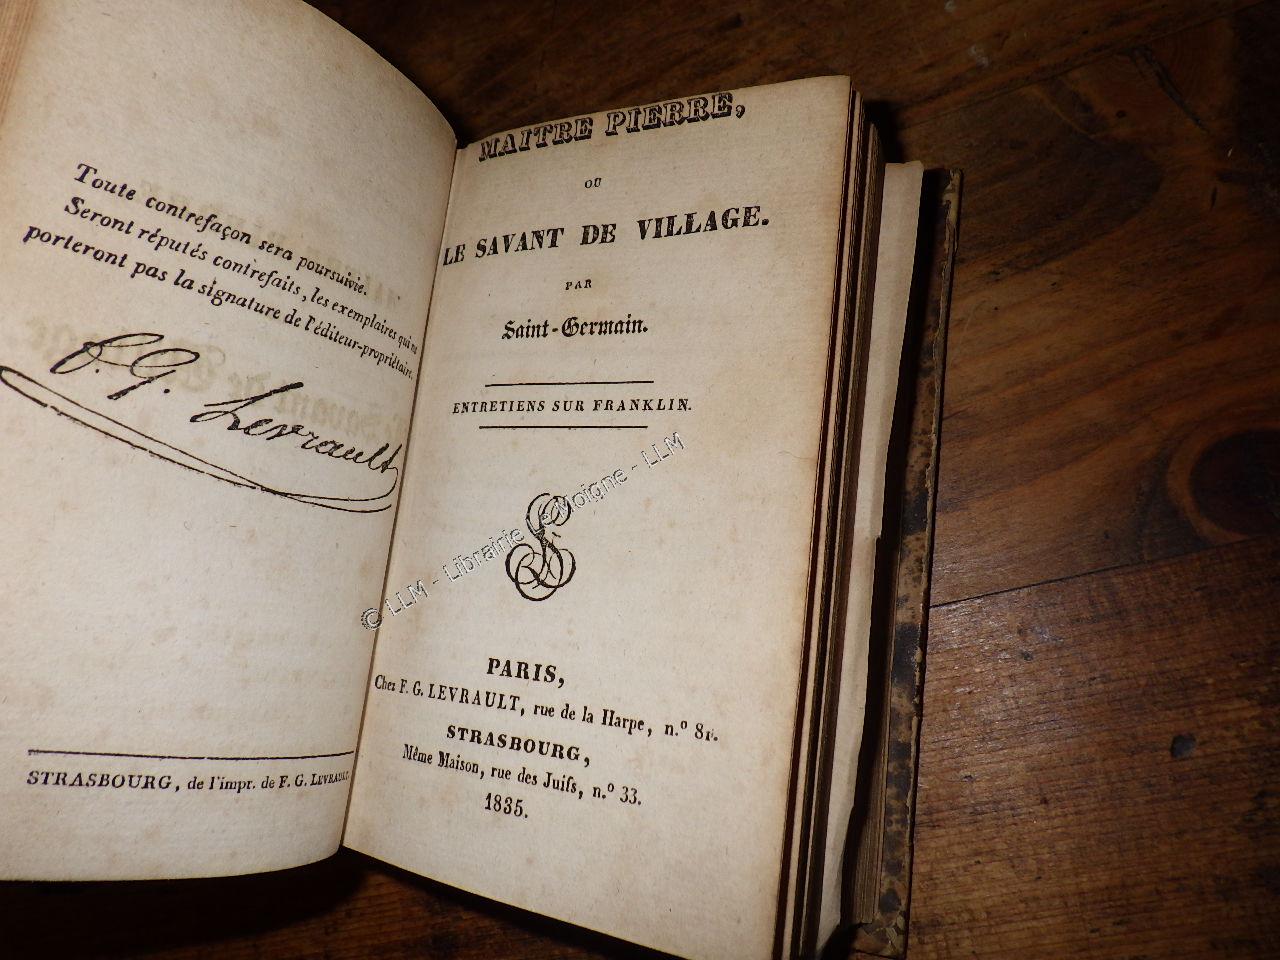 Toute contrefaçon sera poursuivie.
Seront réputés contrefaits, les exemplaires qui ne
porteront pas la signature de l'éditeur-propriétaire.
F. G. Levrault
STRASBOURG, de l'impr. de F. G. LEVRAULT.
MAITRE PIERRE,
OU
LE SAVANT DE VILLAGE.
PAR
Saint-Germain.
ENTRETIENS SUR FRANKLIN.
© LLM - Librairie Le Moigne - LLM
PARIS,
Chez F. G. LEVRAULT, rue de la Harpe, n.º 81.
STRASBOURG,
Même Maison, rue des Juifs, n.º 33.
1835.